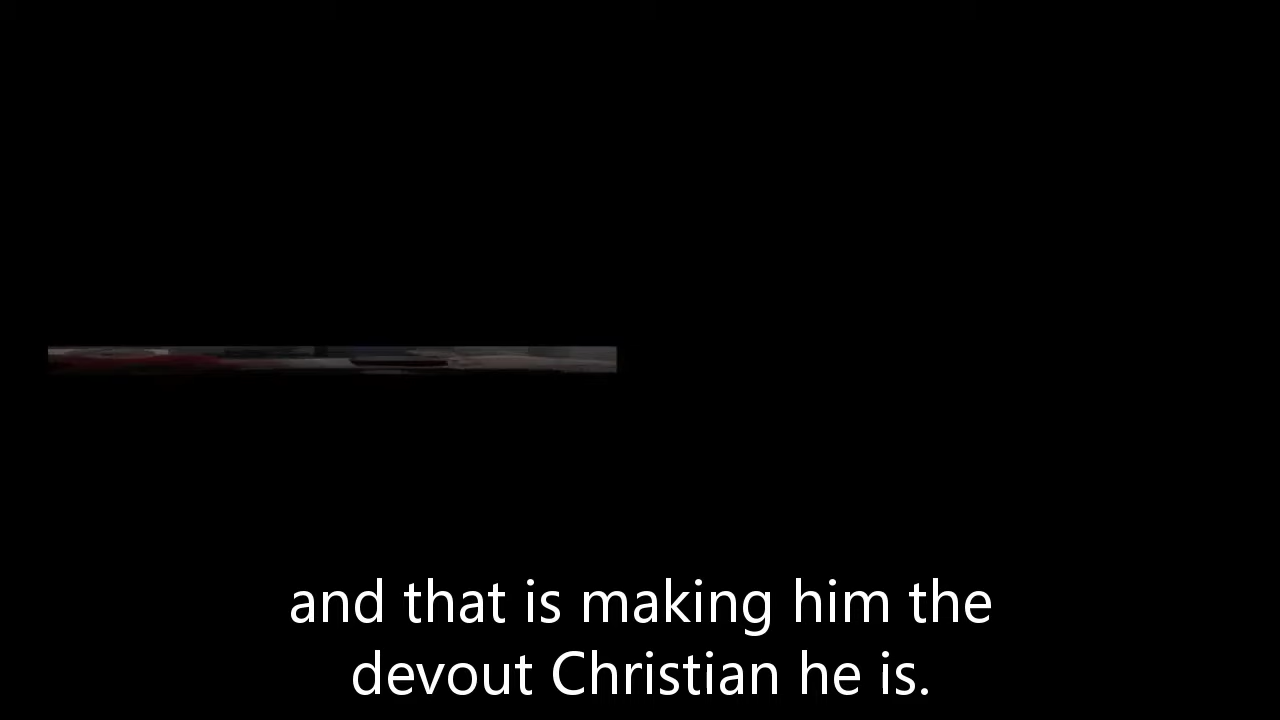 and that is making him the
devout Christian he is.